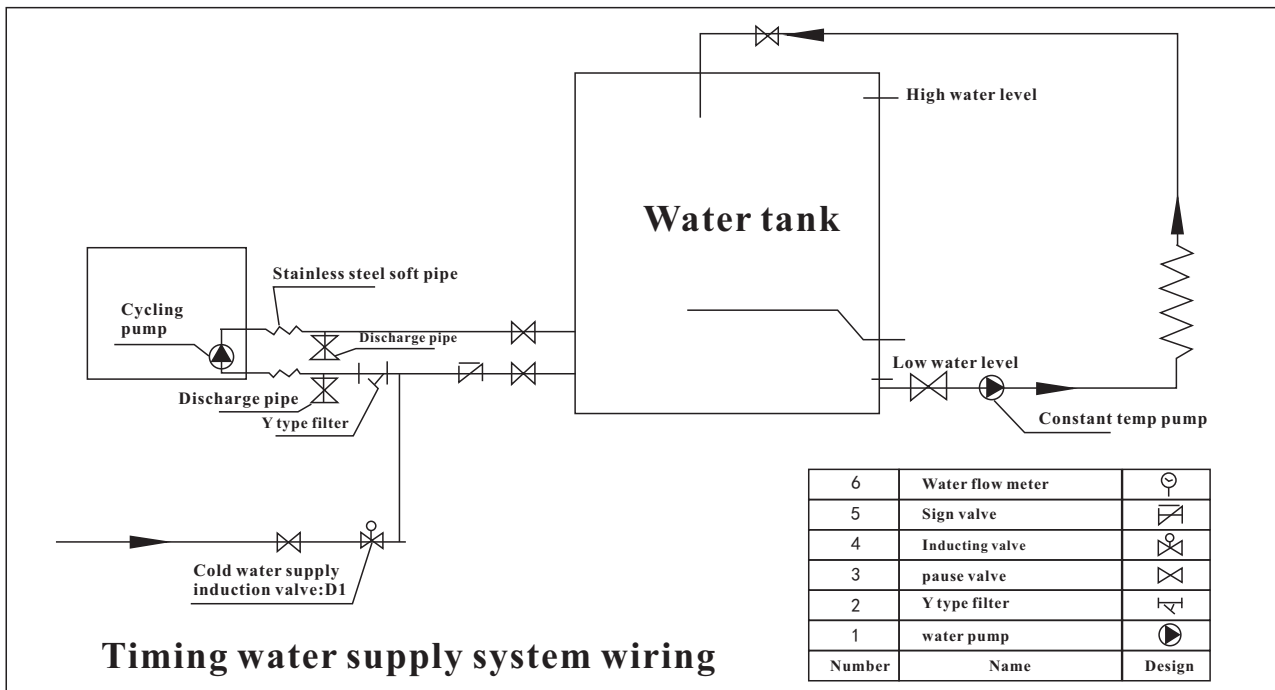 High water level
Water tank
Stainless steel soft pipe
Cycling
pump
Discharge pipe
Low water level
Discharge pipe
Y type filter
Constant temp pump
Cold water supply
induction valve:D1
6 Water flow meter
5 Sign valve
4 Inducting valve
3 pause valve
2 Y type filter
1 water pump
Number Name Design
Timing water supply system wiring